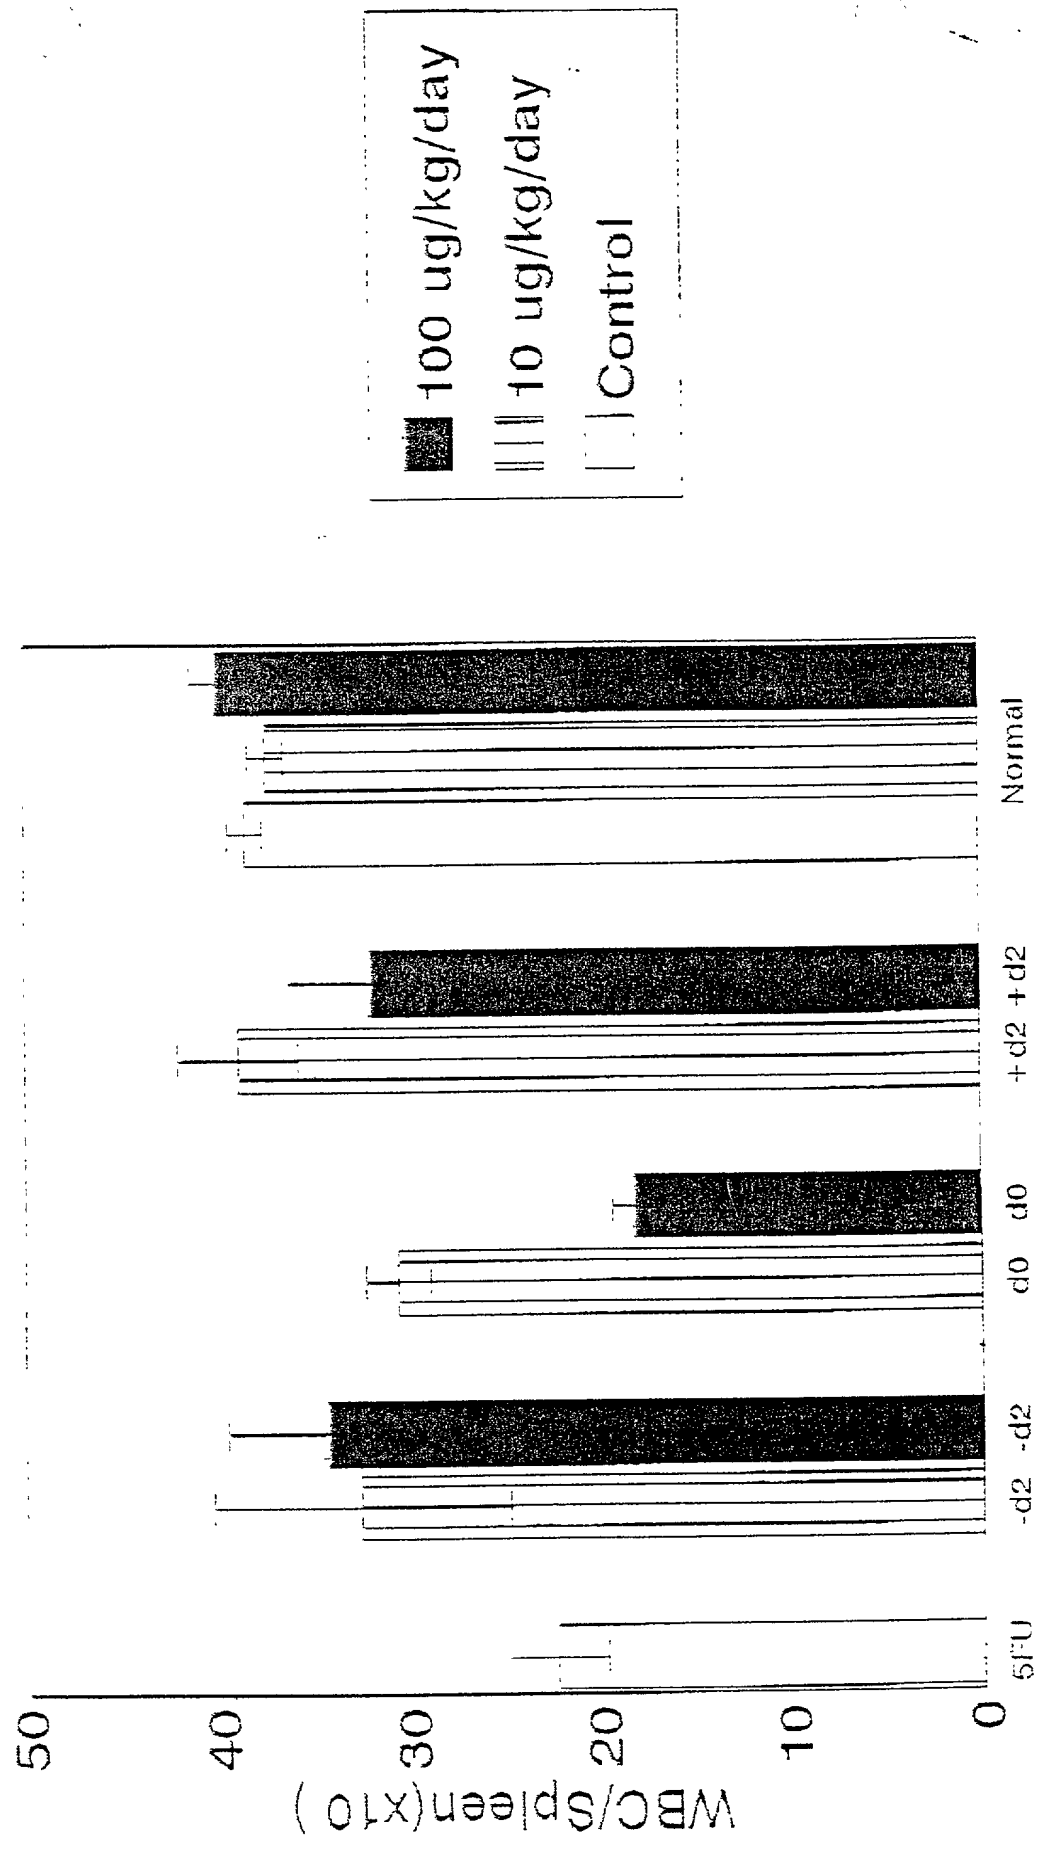 WBC/Spleen(x10 )
50
40
30
20
10
0
5FU
-d2 -d2
d0 d0
+d2 +d2
Normal
100 ug/kg/day
10 ug/kg/day
Control